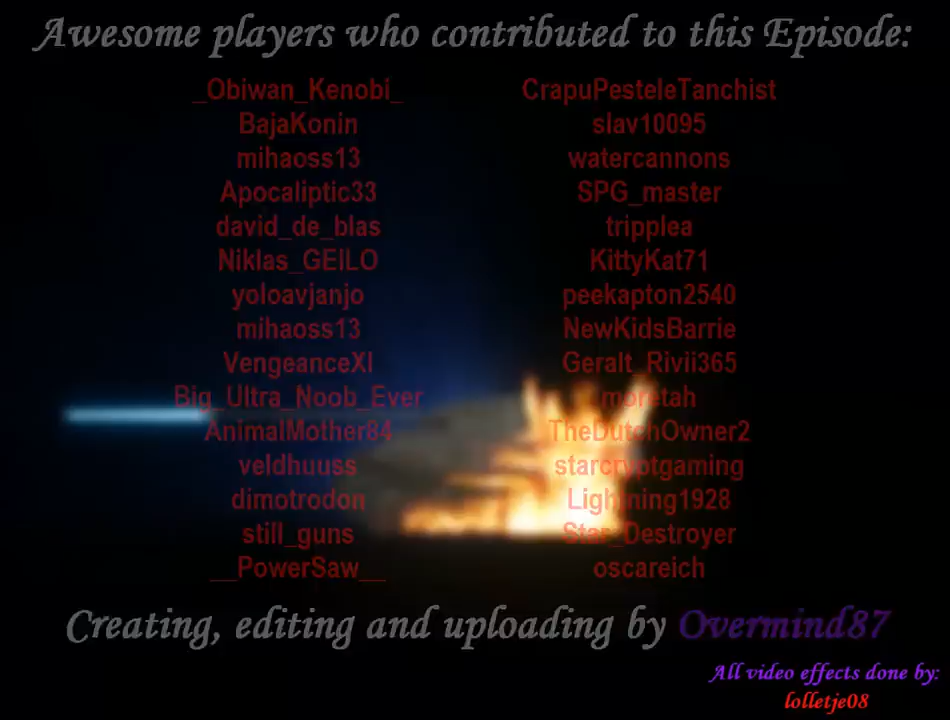 Awesome players who contributed to this Episode:
_Obiwan_Kenobi_
BajaKonin
mihaoss13
Apocaliptic33
david_de_blas
Niklas_GEILO
yoloavjanjo
mihaoss13
VengeanceXI
Big_Ultra_Noob_Ever
AnimalMother84
veldhuuss
dimotrodon
still_guns
__PowerSaw__
CrapuPesteleTanchist
slav10095
watercannons
SPG_master
tripplea
KittyKat71
peekapton2540
NewKidsBarrie
Geralt_Rivii365
moretah
TheDutchOwner2
starcryptgaming
Lightning1928
Star_Destroyer
oscareich
Creating, editing and uploading by Overmind87
All video effects done by:
lolletje08